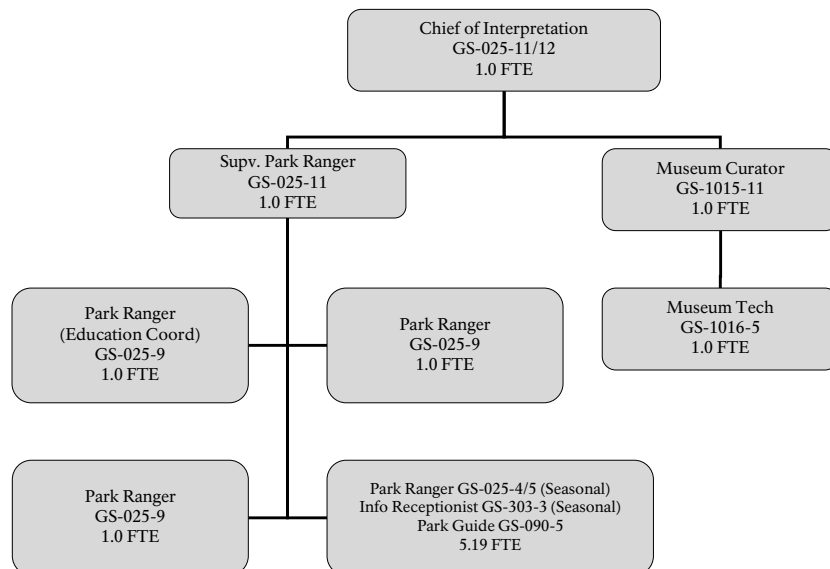 Chief of Interpretation
GS-025-11/12
1.0 FTE
Supv. Park Ranger
GS-025-11
1.0 FTE
Museum Curator
GS-1015-11
1.0 FTE
Park Ranger
(Education Coord)
GS-025-9
1.0 FTE
Park Ranger
GS-025-9
1.0 FTE
Museum Tech
GS-1016-5
1.0 FTE
Park Ranger
GS-025-9
1.0 FTE
Park Ranger GS-025-4/5 (Seasonal)
Info Receptionist GS-303-3 (Seasonal)
Park Guide GS-090-5
5.19 FTE